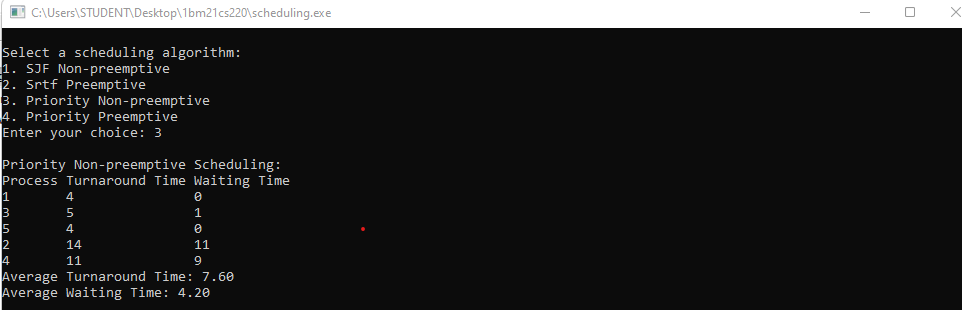 C:\Users\STUDENT\Desktop\1bm21cs220\scheduling.exe
Select a scheduling algorithm:
1. SJF Non-preemptive
2. Srtf Preemptive
3. Priority Non-preemptive
4. Priority Preemptive
Enter your choice: 3
Priority Non-preemptive Scheduling:
Process Turnaround Time Waiting Time
1       4               0
3       5               1
5       4               0
2       14              11
4       11              9
Average Turnaround Time: 7.60
Average Waiting Time: 4.20